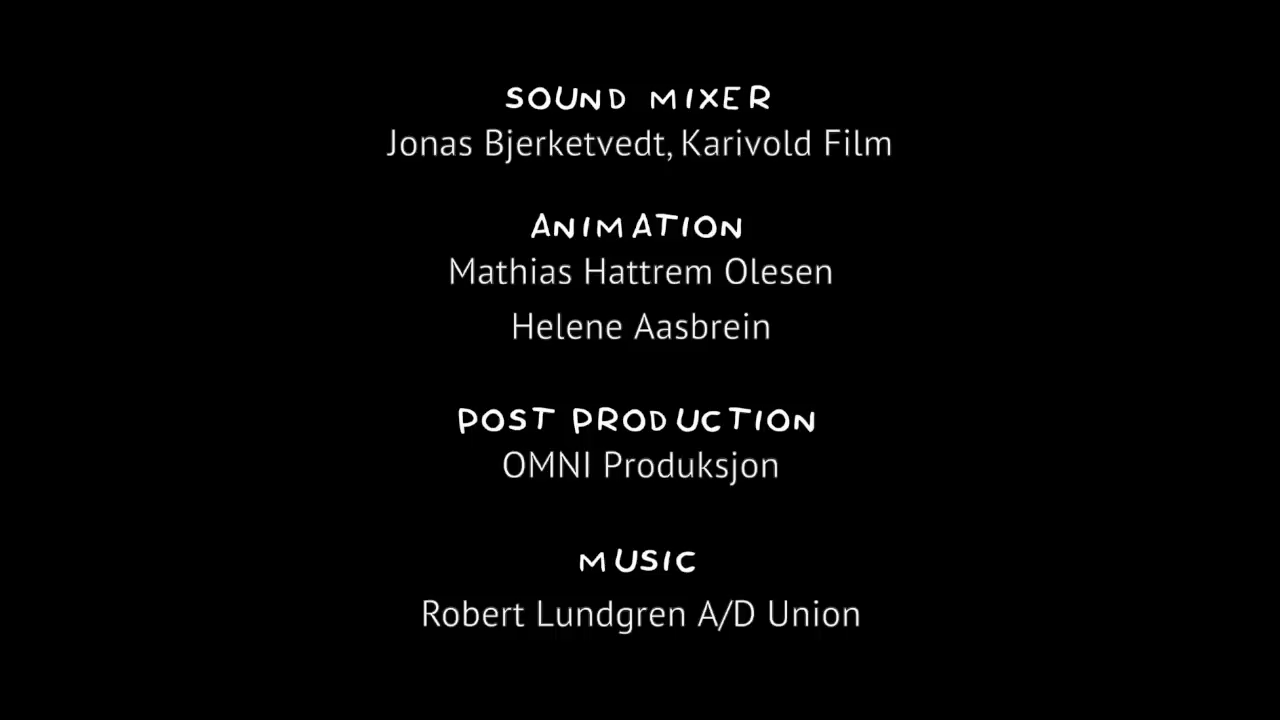 SOUND MIXER
Jonas Bjerketvedt, Karivold Film
ANIMATION
Mathias Hattrem Olesen
Helene Aasbrein
POST PRODUCTION
OMNI Produksjon
MUSIC
Robert Lundgren A/D Union